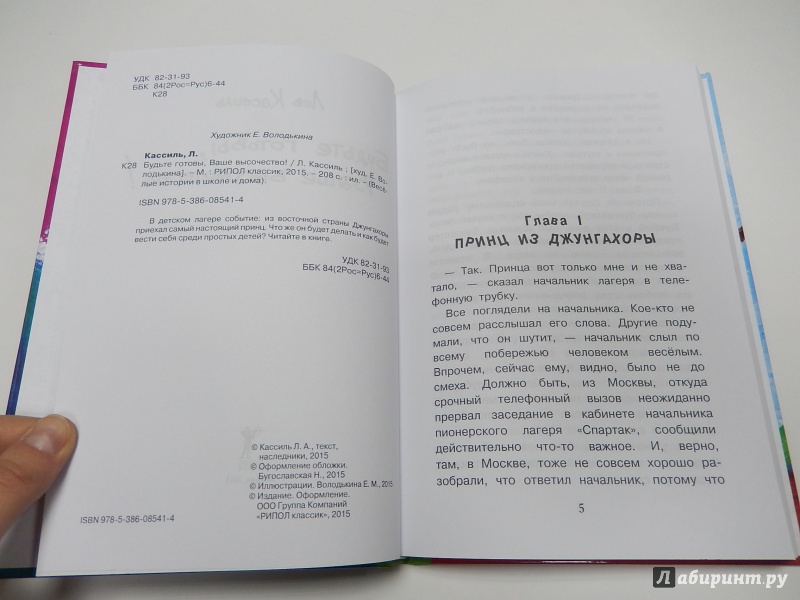 УДК 82-31-93
ББК 84(2Рос=Рус)6-44
К28
Художник Е. Володькина
Кассиль, Л.
К28 Будьте готовы, Ваше высочество! / Л. Кассиль ; [худ. Е. Во-
лодькина]. – М. : РИПОЛ классик, 2015. – 208 с. : ил. – (Весё-
лые истории в школе и дома).
ISBN 978-5-386-08541-4
В детском лагере событие: из восточной страны Джунгахоры
приехал самый настоящий принц. Что же он будет делать и как будет
вести себя среди простых детей? Читайте в книге.
УДК 82-31-93
ББК 84(2Рос=Рус)6-44
© Кассиль Л. А., текст,
наследники, 2015
© Оформление обложки.
Бугославская Н., 2015
© Иллюстрации. Володькина Е. М., 2015
© Издание. Оформление.
ООО Группа Компаний
«РИПОЛ классик», 2015
ISBN 978-5-386-08541-4
Глава I
ПРИНЦ ИЗ ДЖУНГАХОРЫ
— Так. Принца вот только мне и не хва-
тало, — сказал начальник лагеря в теле-
фонную трубку.
Все поглядели на начальника. Кое-кто не
совсем расслышал его слова. Другие поду-
мали, что он шутит, — начальник слыл по
всему побережью человеком весёлым.
Впрочем, сейчас ему, видно, было не до
смеха. Должно быть, из Москвы, откуда
срочный телефонный вызов неожиданно
прервал заседание в кабинете начальника
пионерского лагеря «Спартак», сообщили
действительно что-то важное. И, верно,
там, в Москве, тоже не совсем хорошо ра-
зобрали, что ответил начальник, потому что
5
Лабиринт.ру